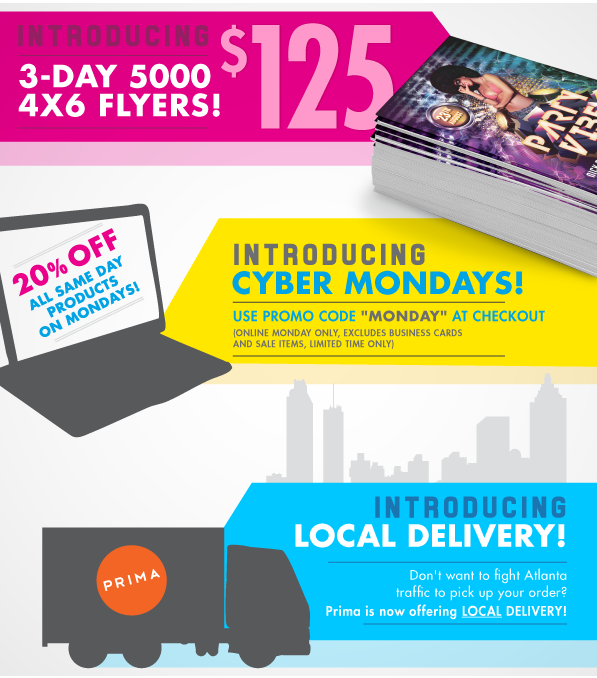 INTRODUCING
3-DAY 5000
4X6 FLYERS!
$125
PARTY
VIBE
20% OFF
ALL SAME DAY
PRODUCTS
ON MONDAYS!
INTRODUCING
CYBER MONDAYS!
USE PROMO CODE "MONDAY" AT CHECKOUT
(ONLINE MONDAY ONLY, EXCLUDES BUSINESS CARDS
AND SALE ITEMS, LIMITED TIME ONLY)
INTRODUCING
LOCAL DELIVERY!
Don't want to fight Atlanta
traffic to pick up your order?
Prima is now offering LOCAL DELIVERY!
PRIMA